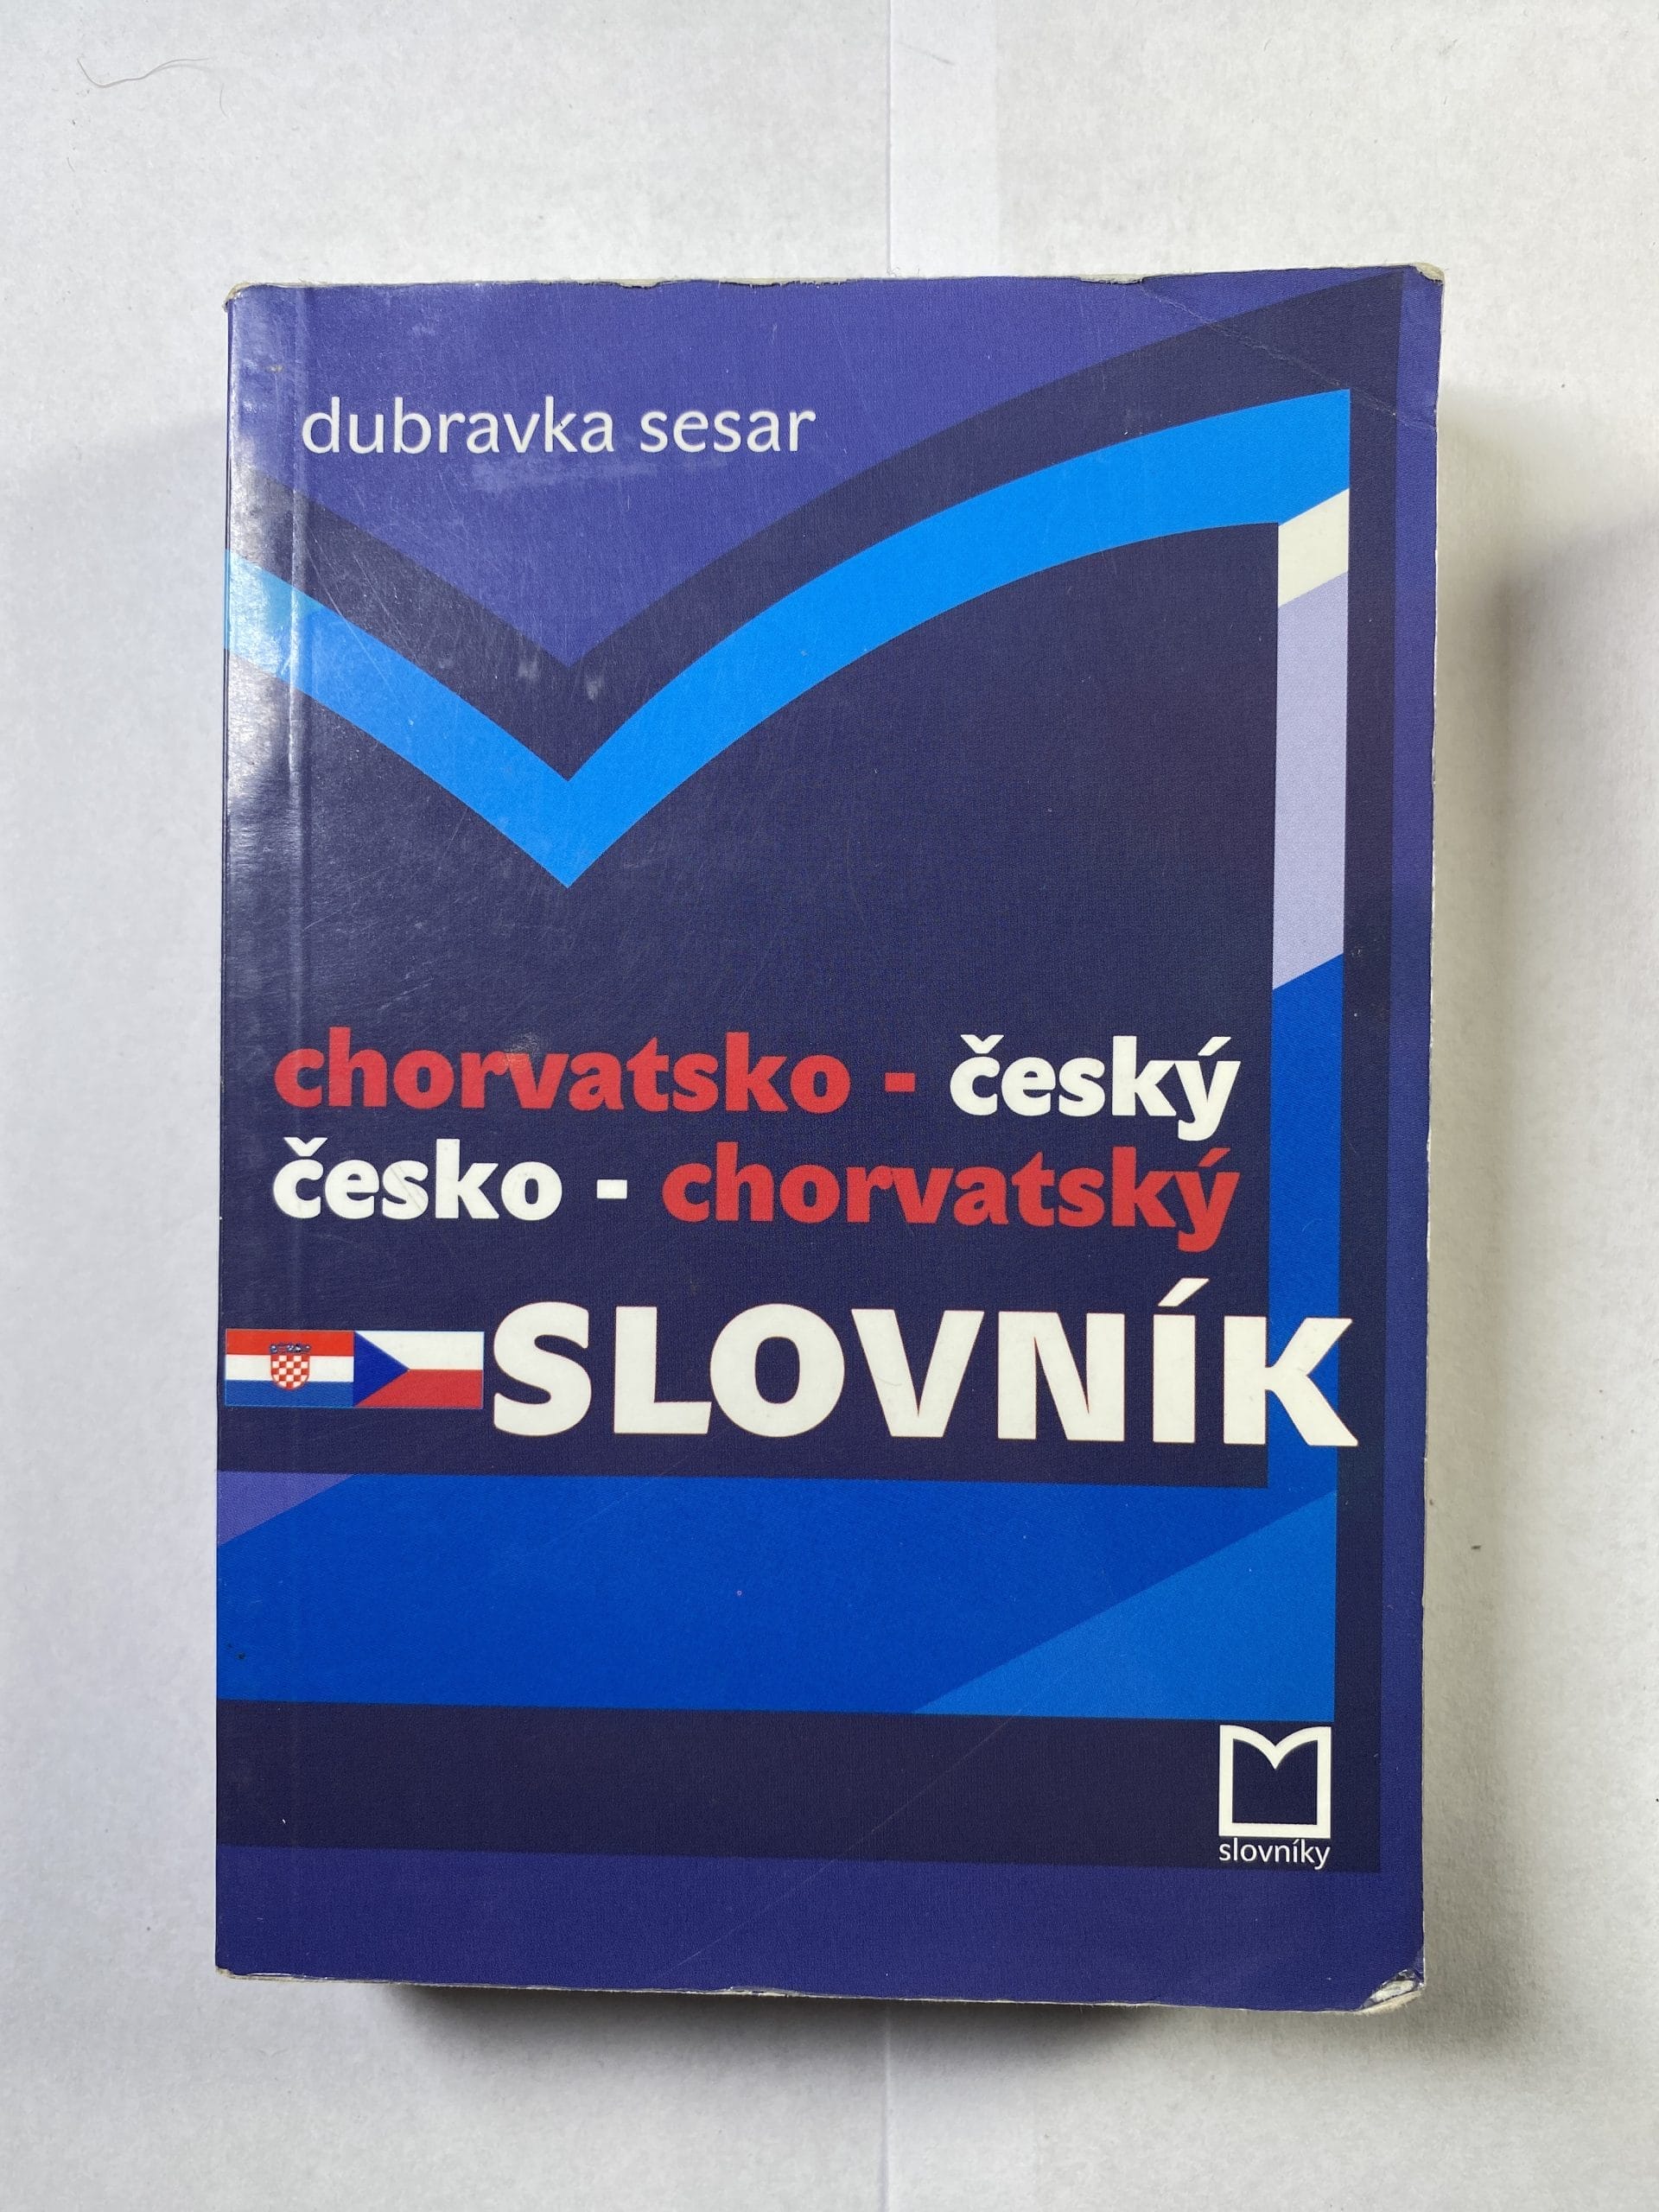 dubravka sesar
chorvatsko - český
česko - chorvatský
SLOVNÍK
slovníky